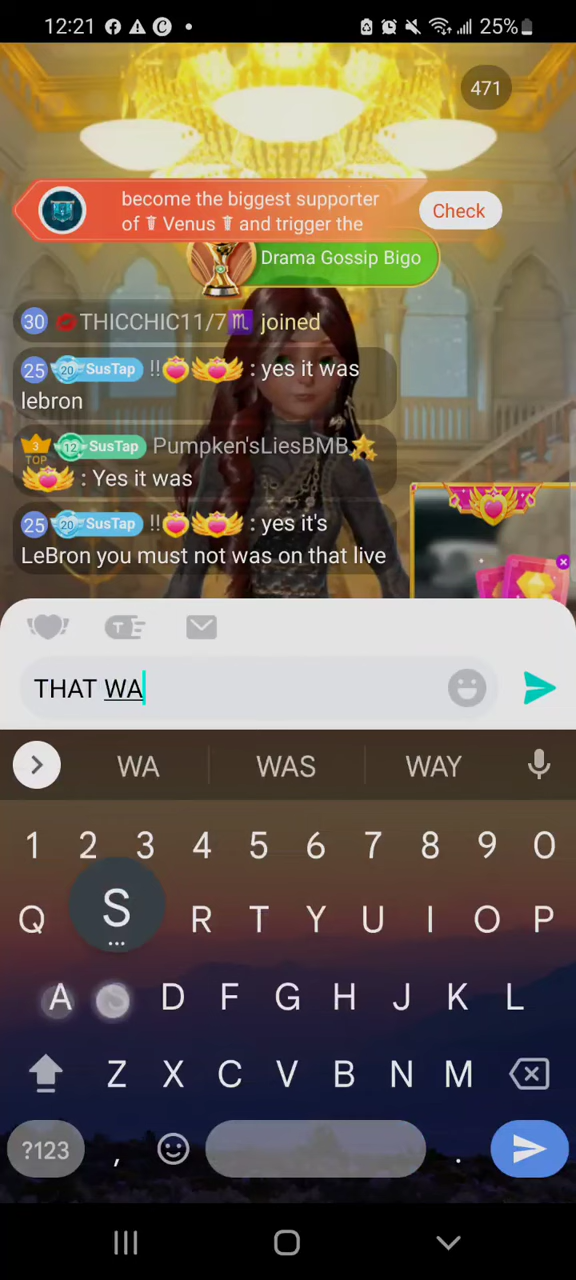 12:21
25%
471
become the biggest supporter
of Venus and trigger the
Check
Drama Gossip Bigo
30 THICCHIC11/7♏ joined
25 20 SusTap !! : yes it was
lebron
3 TOP 12 SusTap Pumpken'sLiesBMB
: Yes it was
25 20 SusTap !! : yes it's
LeBron you must not was on that live
T
THAT WA
WA WAS WAY
1 2 3 4 5 6 7 8 9 0
Q S R T Y U I O P
A S D F G H J K L
Z X C V B N M
?123 , .